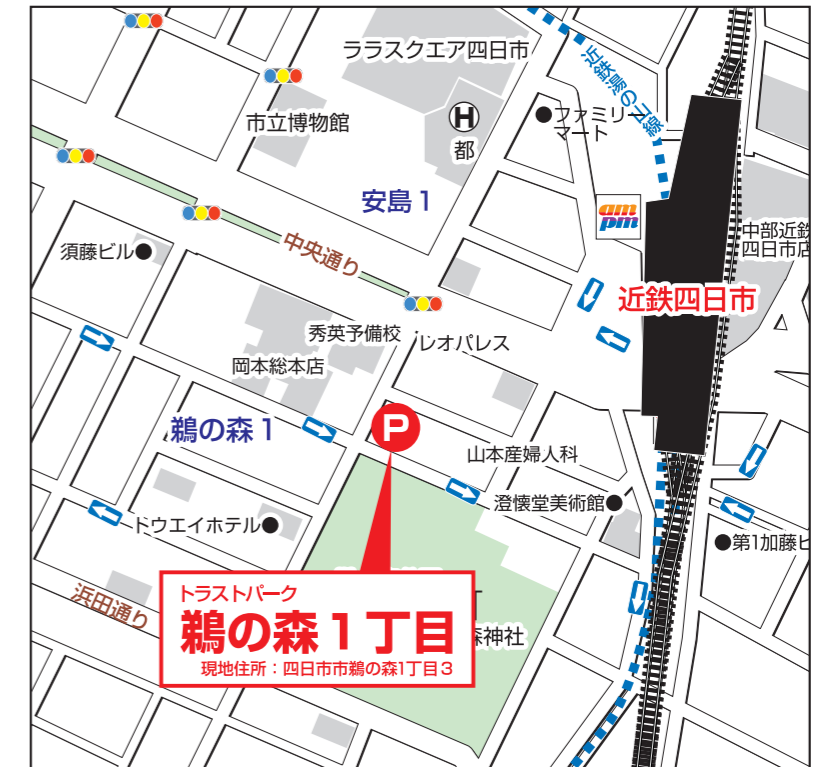 ララスクエア四日市
近鉄湯の山線
ファミリー
マート
市立博物館
H
都
安島1
am
pm
中部近鉄
四日市店
須藤ビル
中央通り
近鉄四日市
秀英予備校
レオパレス
岡本総本店
鵜の森1
P
山本産婦人科
澄懐堂美術館
ドウエイホテル
第1加藤ビ
浜田通り
トラストパーク
鵜の森1丁目
現地住所：四日市市鵜の森1丁目3
森神社